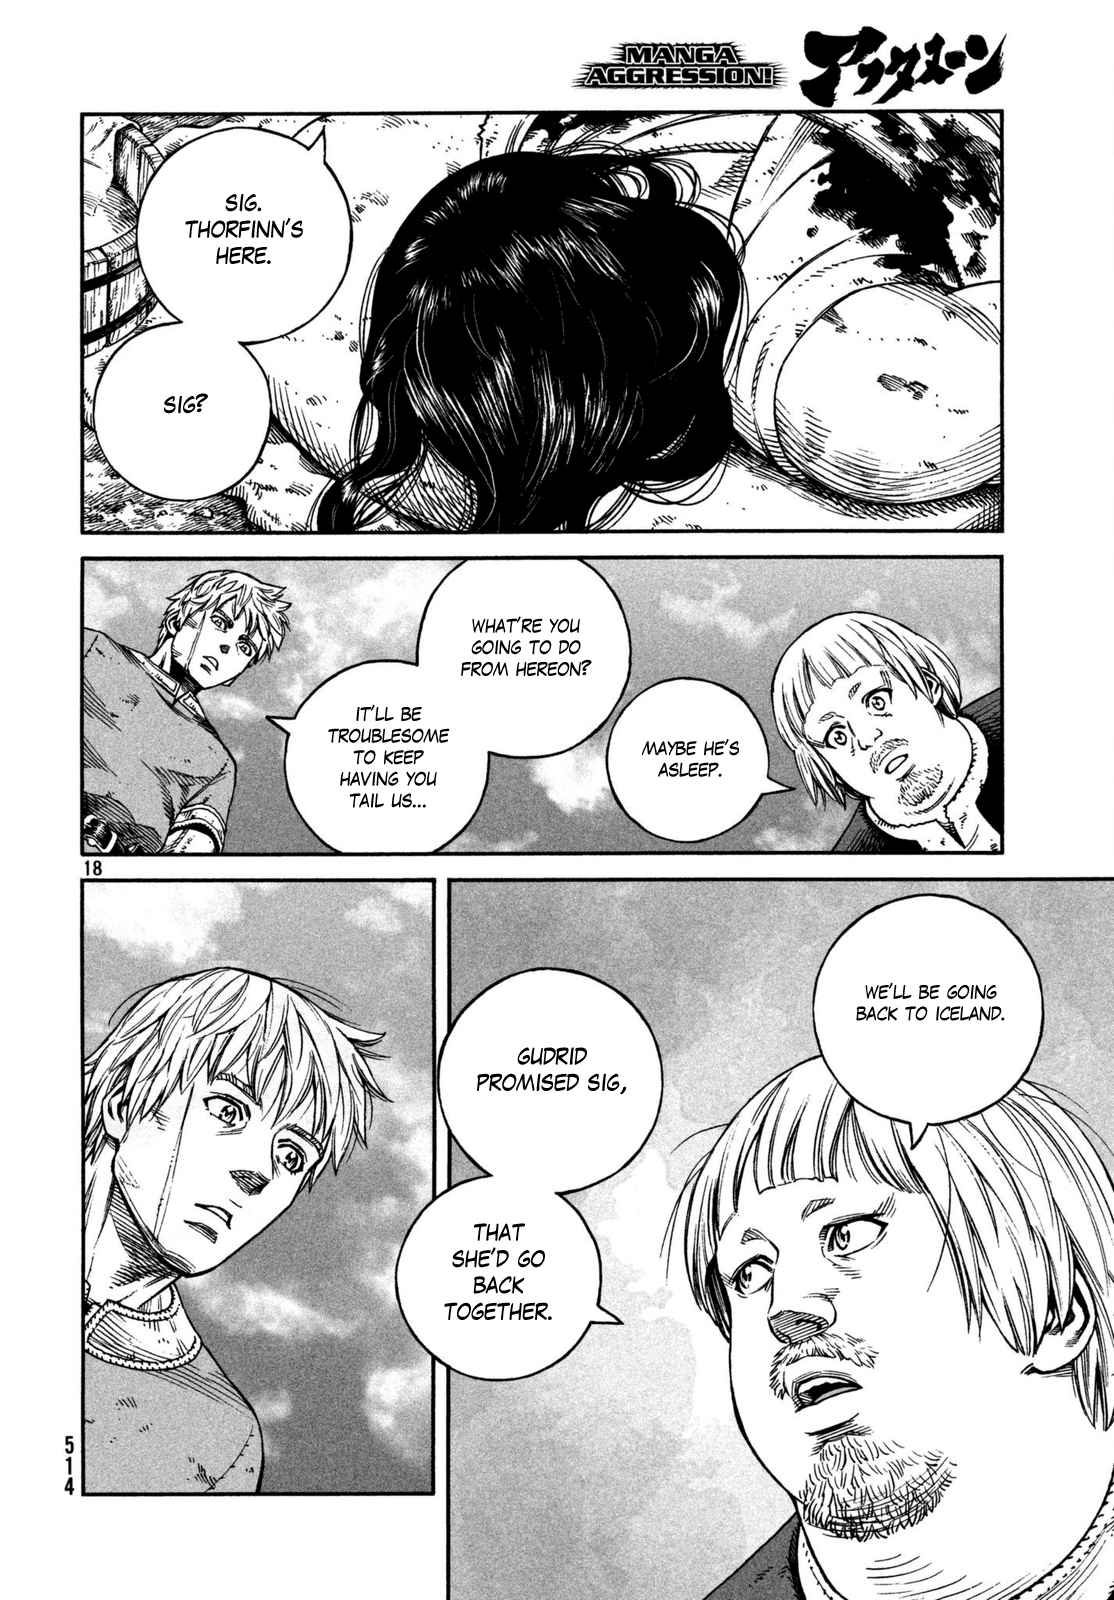 MANGA
AGGRESSION!
アフタヌーン
SIG.
THORFINN'S
HERE.
SIG?
MAYBE HE'S
ASLEEP.
WHAT'RE YOU
GOING TO DO
FROM HEREON?
IT'LL BE
TROUBLESOME
TO KEEP
HAVING YOU
TAIL US...
18
WE'LL BE GOING
BACK TO ICELAND.
GUDRID
PROMISED SIG,
THAT
SHE'D GO
BACK
TOGETHER.
514